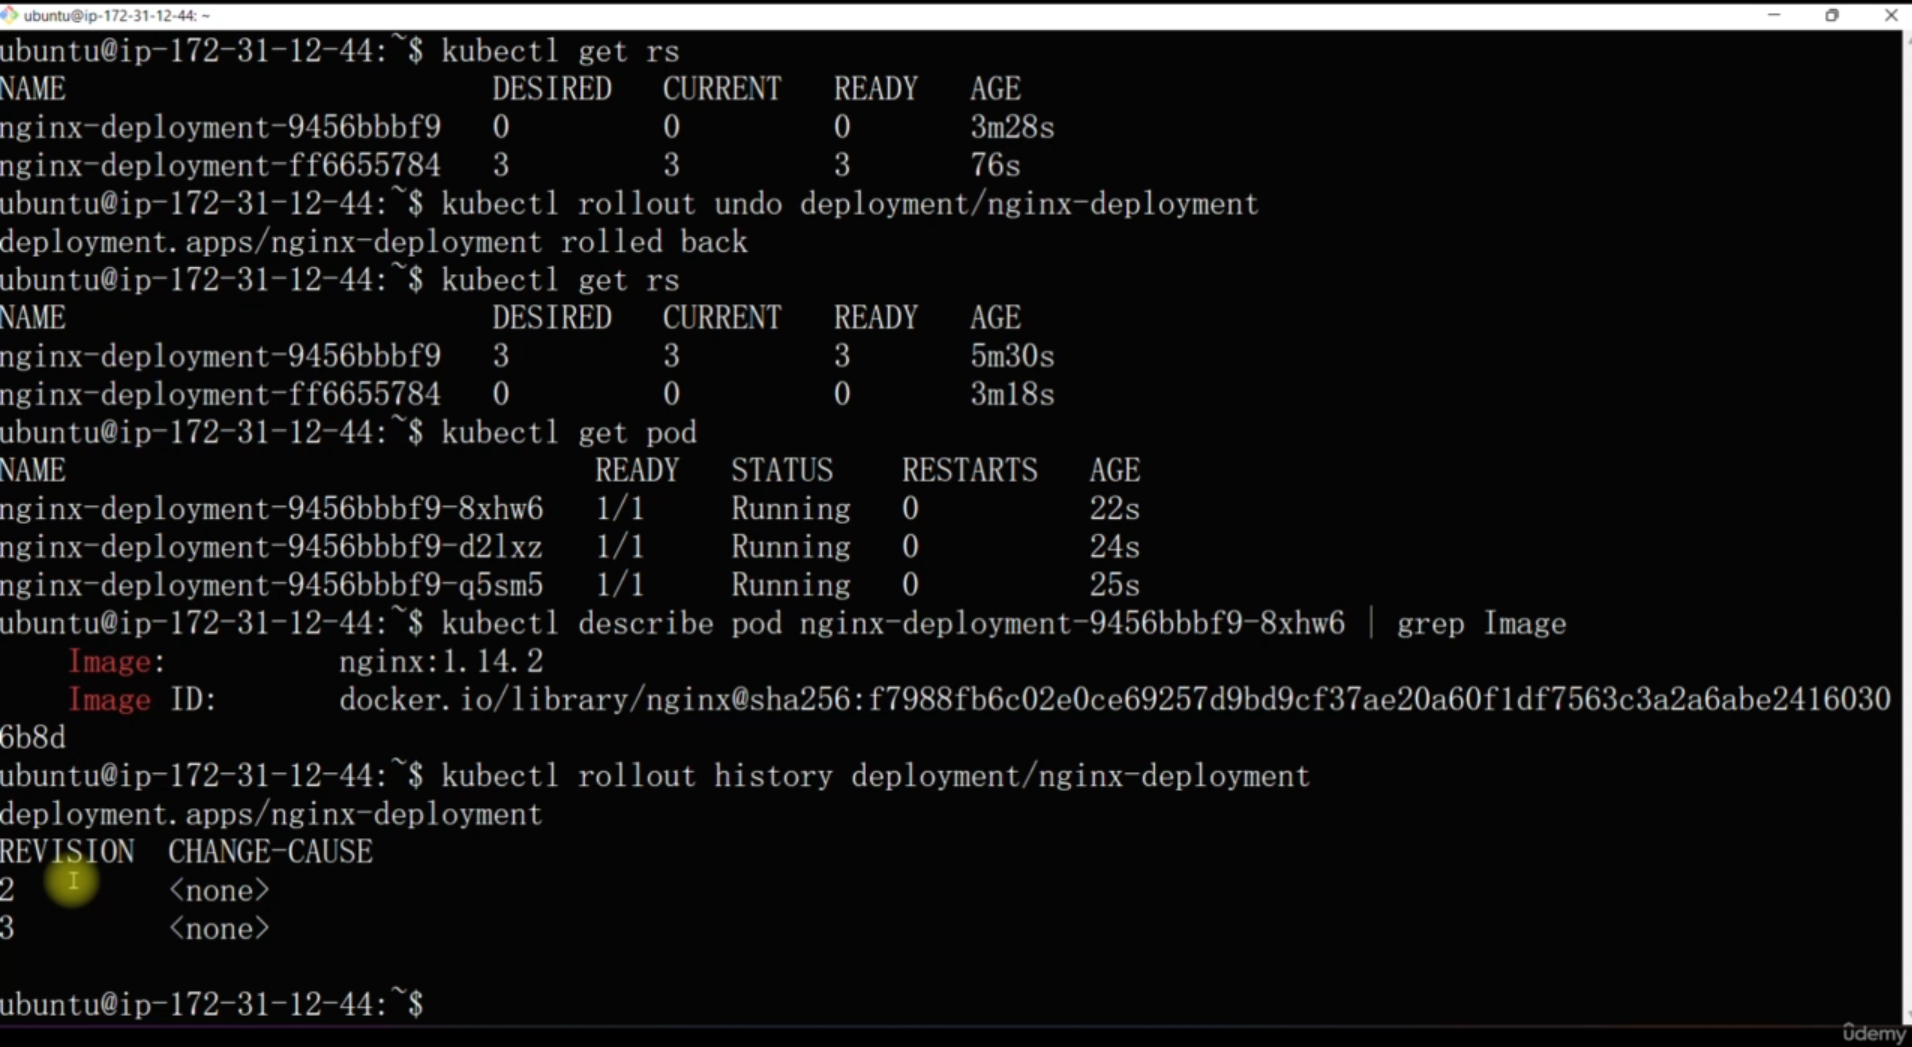 ubuntu@ip-172-31-12-44: ~
ubuntu@ip-172-31-12-44:~$ kubectl get rs
NAME DESIRED CURRENT READY AGE
nginx-deployment-9456bbbf9 0 0 0 3m28s
nginx-deployment-ff6655784 3 3 3 76s
ubuntu@ip-172-31-12-44:~$ kubectl rollout undo deployment/nginx-deployment
deployment.apps/nginx-deployment rolled back
ubuntu@ip-172-31-12-44:~$ kubectl get rs
NAME DESIRED CURRENT READY AGE
nginx-deployment-9456bbbf9 3 3 3 5m30s
nginx-deployment-ff6655784 0 0 0 3m18s
ubuntu@ip-172-31-12-44:~$ kubectl get pod
NAME READY STATUS RESTARTS AGE
nginx-deployment-9456bbbf9-8xhw6 1/1 Running 0 22s
nginx-deployment-9456bbbf9-d2lxz 1/1 Running 0 24s
nginx-deployment-9456bbbf9-q5sm5 1/1 Running 0 25s
ubuntu@ip-172-31-12-44:~$ kubectl describe pod nginx-deployment-9456bbbf9-8xhw6 | grep Image
Image: nginx:1.14.2
Image ID: docker.io/library/nginx@sha256:f7988fb6c02e0ce69257d9bd9cf37ae20a60f1df7563c3a2a6abe2416030
6b8d
ubuntu@ip-172-31-12-44:~$ kubectl rollout history deployment/nginx-deployment
deployment.apps/nginx-deployment
REVISION CHANGE-CAUSE
2 <none>
3 <none>
ubuntu@ip-172-31-12-44:~$
ûdemy